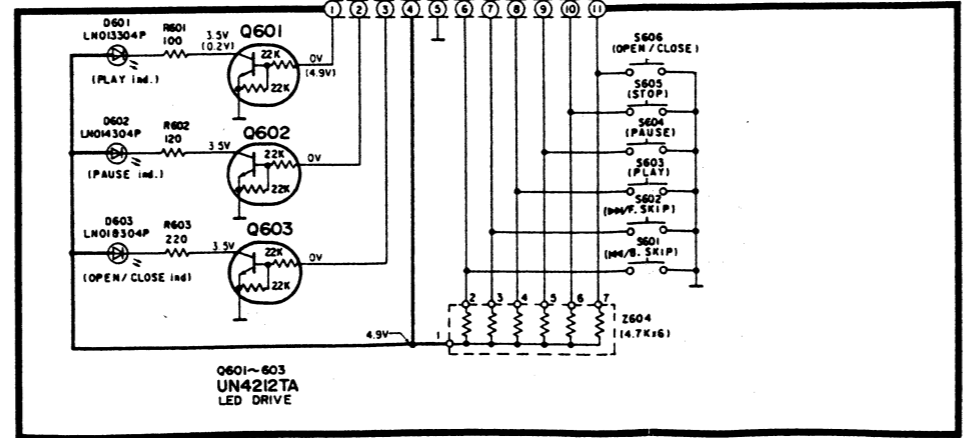 1 2 3 4 5 6 7 8 9 10 11
D601
LN013304P
R601
100
3.5V
(0.2V)
Q601
22K
22K
0V
(4.9V)
(PLAY ind.)
D602
LN014304P
R602
120
3.5V
Q602
22K
22K
0V
(PAUSE ind.)
D603
LN018304P
R603
220
3.5V
Q603
22K
22K
0V
(OPEN/CLOSE ind)
S606
(OPEN/CLOSE)
S605
(STOP)
S604
(PAUSE)
S603
(PLAY)
S602
(▶▶/F. SKIP)
S601
(◀◀/B. SKIP)
2 3 4 5 6 7
Z604
(4.7K×6)
4.9V
1
Q601~603
UN4212TA
LED DRIVE